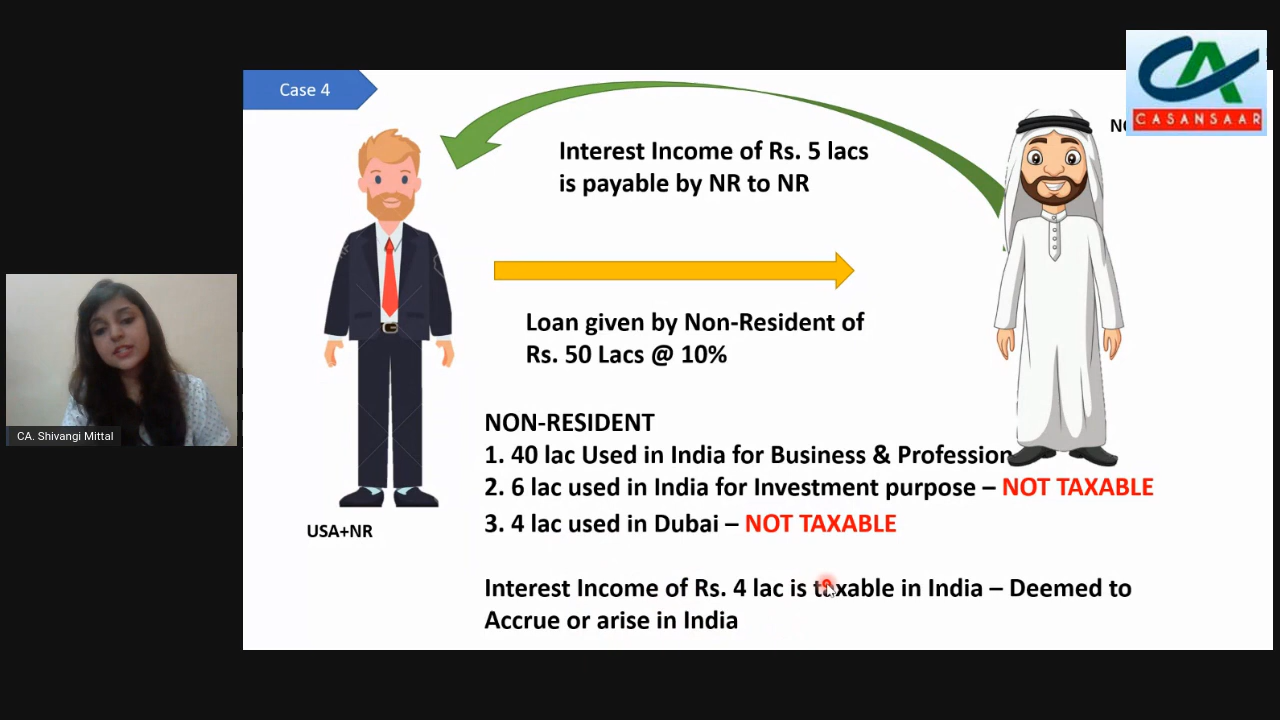 Case 4
CASANSAAR
Interest Income of Rs. 5 lacs
is payable by NR to NR
Loan given by Non-Resident of
Rs. 50 Lacs @ 10%
NON-RESIDENT
1. 40 lac Used in India for Business & Profession
2. 6 lac used in India for Investment purpose – NOT TAXABLE
3. 4 lac used in Dubai – NOT TAXABLE
USA+NR
Interest Income of Rs. 4 lac is taxable in India – Deemed to
Accrue or arise in India
CA. Shivangi Mittal